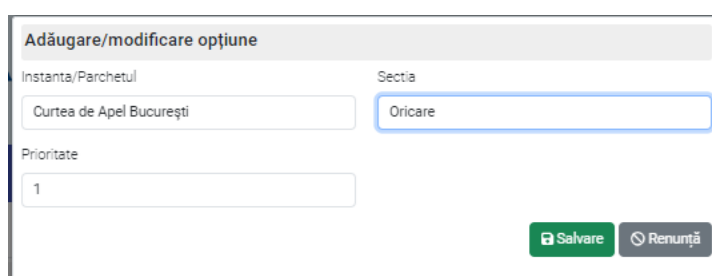 Adăugare/modificare opțiune
Instanta/Parchetul
Sectia
Curtea de Apel București
Oricare
Prioritate
1
Salvare
Renunță